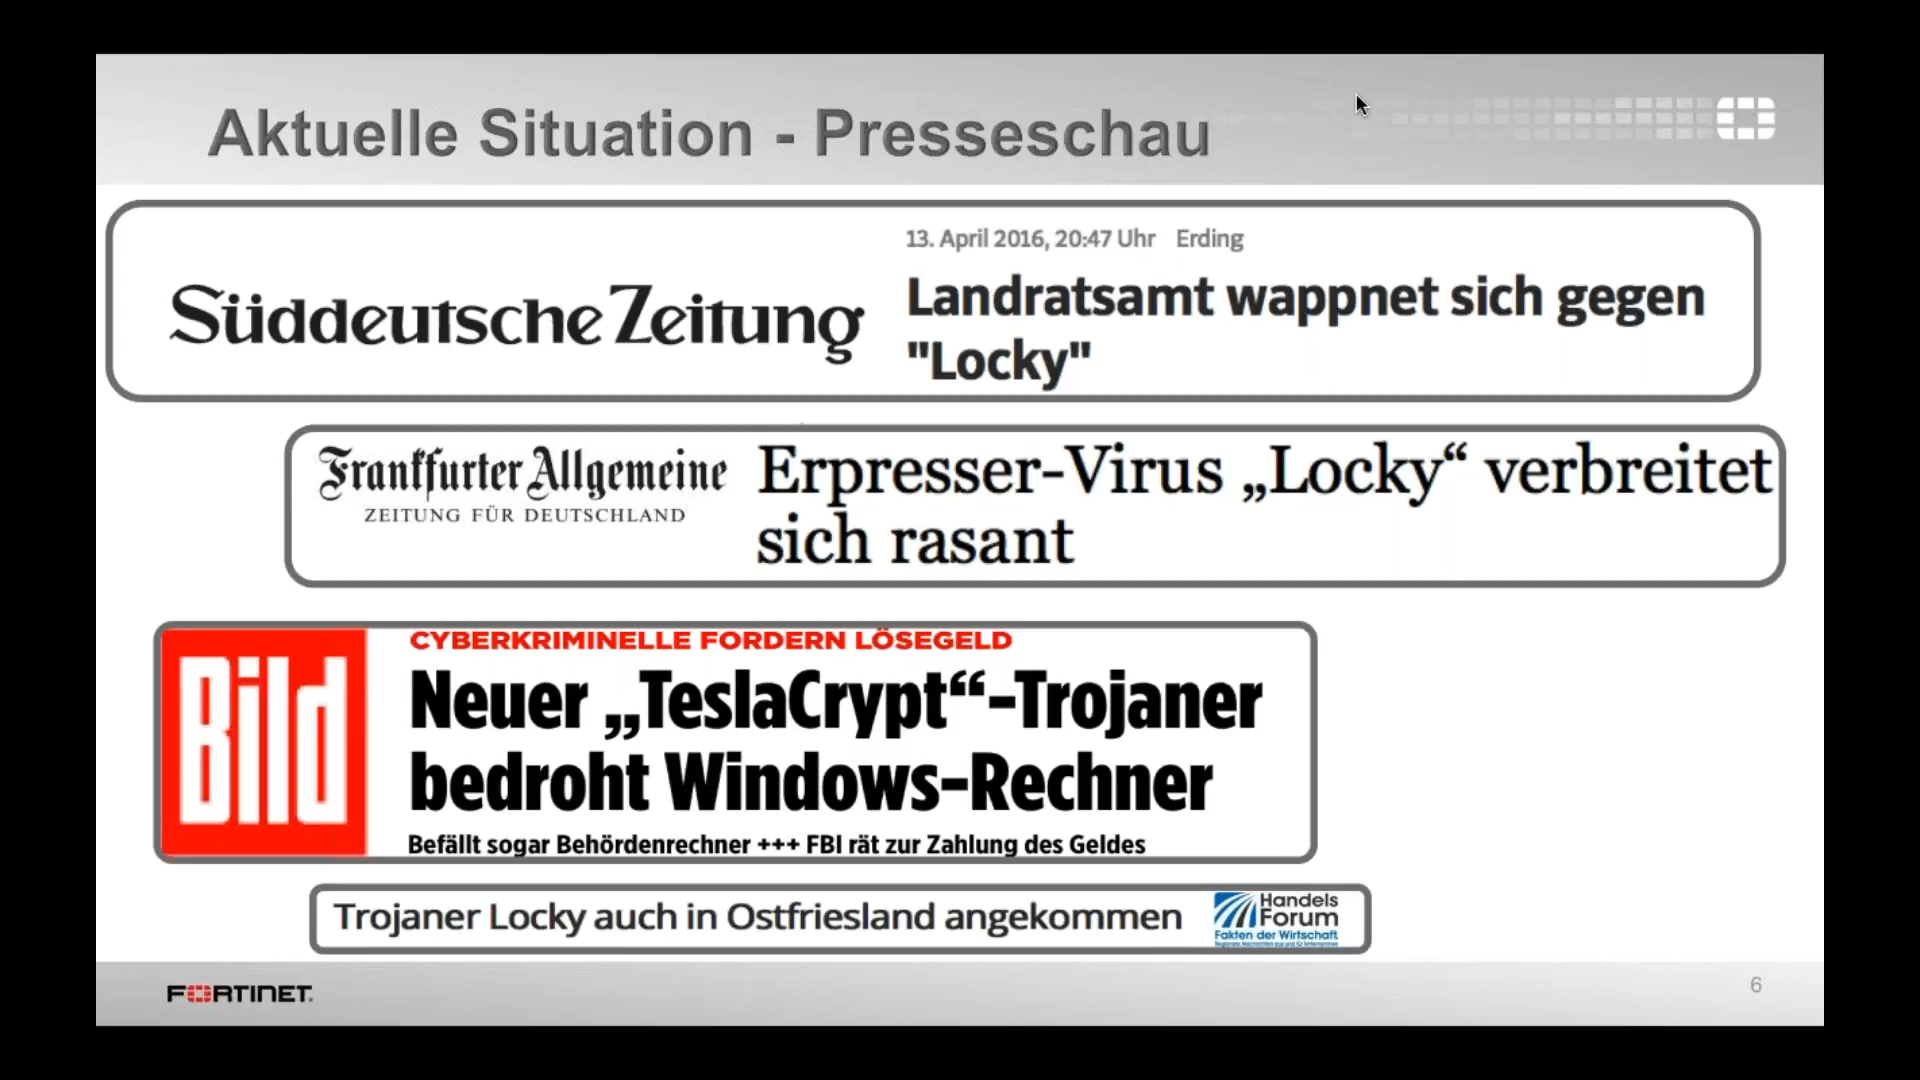 Aktuelle Situation - Presseschau
13. April 2016, 20:47 Uhr Erding
Süddeutsche Zeitung
Landratsamt wappnet sich gegen
"Locky"
Frankfurter Allgemeine
ZEITUNG FÜR DEUTSCHLAND
Erpresser-Virus „Locky“ verbreitet
sich rasant
Bild
CYBERKRIMINELLE FORDERN LÖSEGELD
Neuer „TeslaCrypt“-Trojaner
bedroht Windows-Rechner
Befällt sogar Behördenrechner +++ FBI rät zur Zahlung des Geldes
Trojaner Locky auch in Ostfriesland angekommen
Handels
Forum
Fakten der Wirtschaft
FORTINET
6